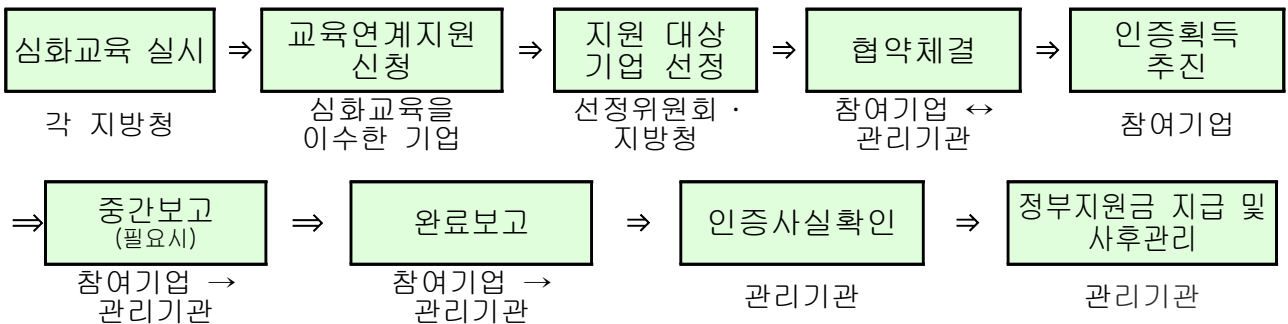 심화교육 실시 ⇒ 교육연계지원 신청 ⇒ 지원 대상 기업 선정 ⇒ 협약체결 ⇒ 인증획득 추진
각 지방청
심화교육을
이수한 기업
선정위원회 ·
지방청
참여기업 ↔
관리기관
참여기업
⇒ 중간보고 (필요시) ⇒ 완료보고 ⇒ 인증사실확인 ⇒ 정부지원금 지급 및 사후관리
참여기업 →
관리기관
참여기업 →
관리기관
관리기관
관리기관